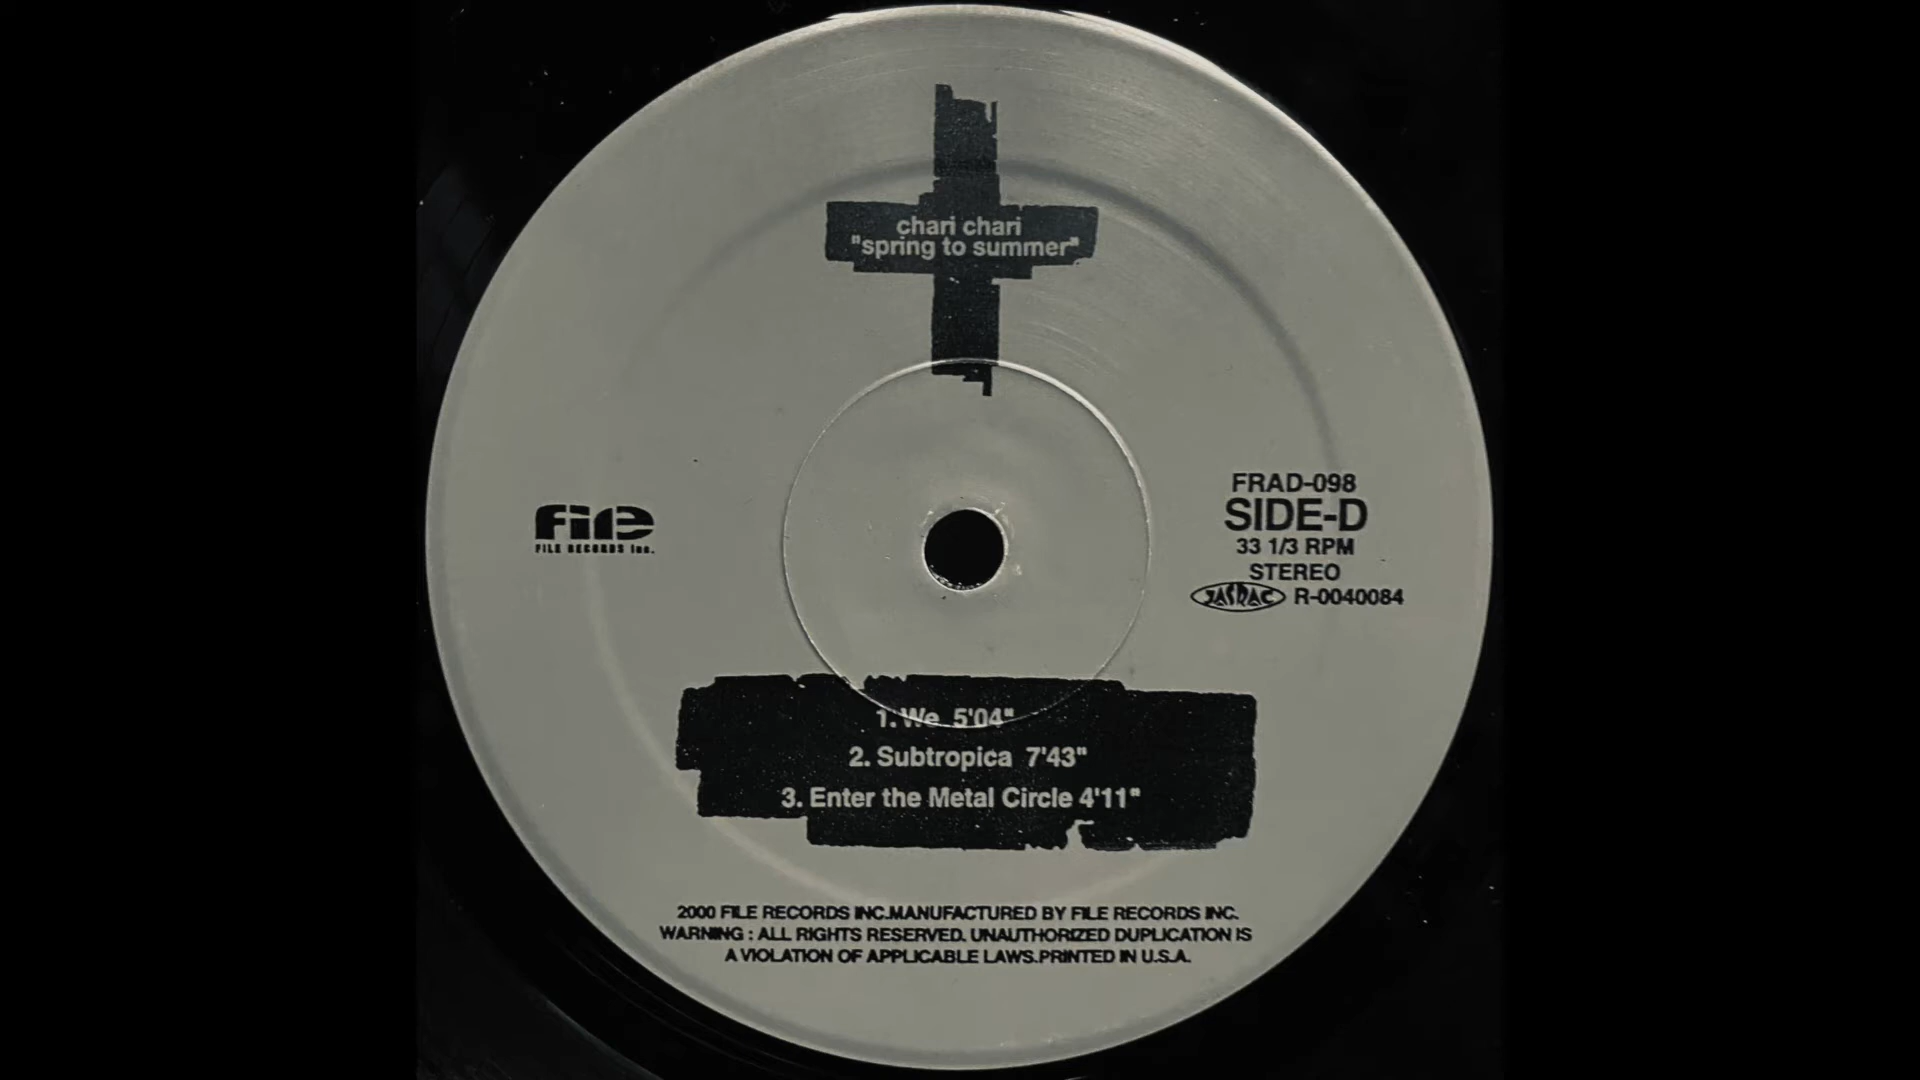 chari chari
"spring to summer"
File
FILE RECORDS Inc.
FRAD-098
SIDE-D
33 1/3 RPM
STEREO
JASRAC R-0040084
1. We 5'04"
2. Subtropica 7'43"
3. Enter the Metal Circle 4'11"
2000 FILE RECORDS INC.MANUFACTURED BY FILE RECORDS INC.
WARNING : ALL RIGHTS RESERVED. UNAUTHORIZED DUPLICATION IS
A VIOLATION OF APPLICABLE LAWS.PRINTED IN U.S.A.